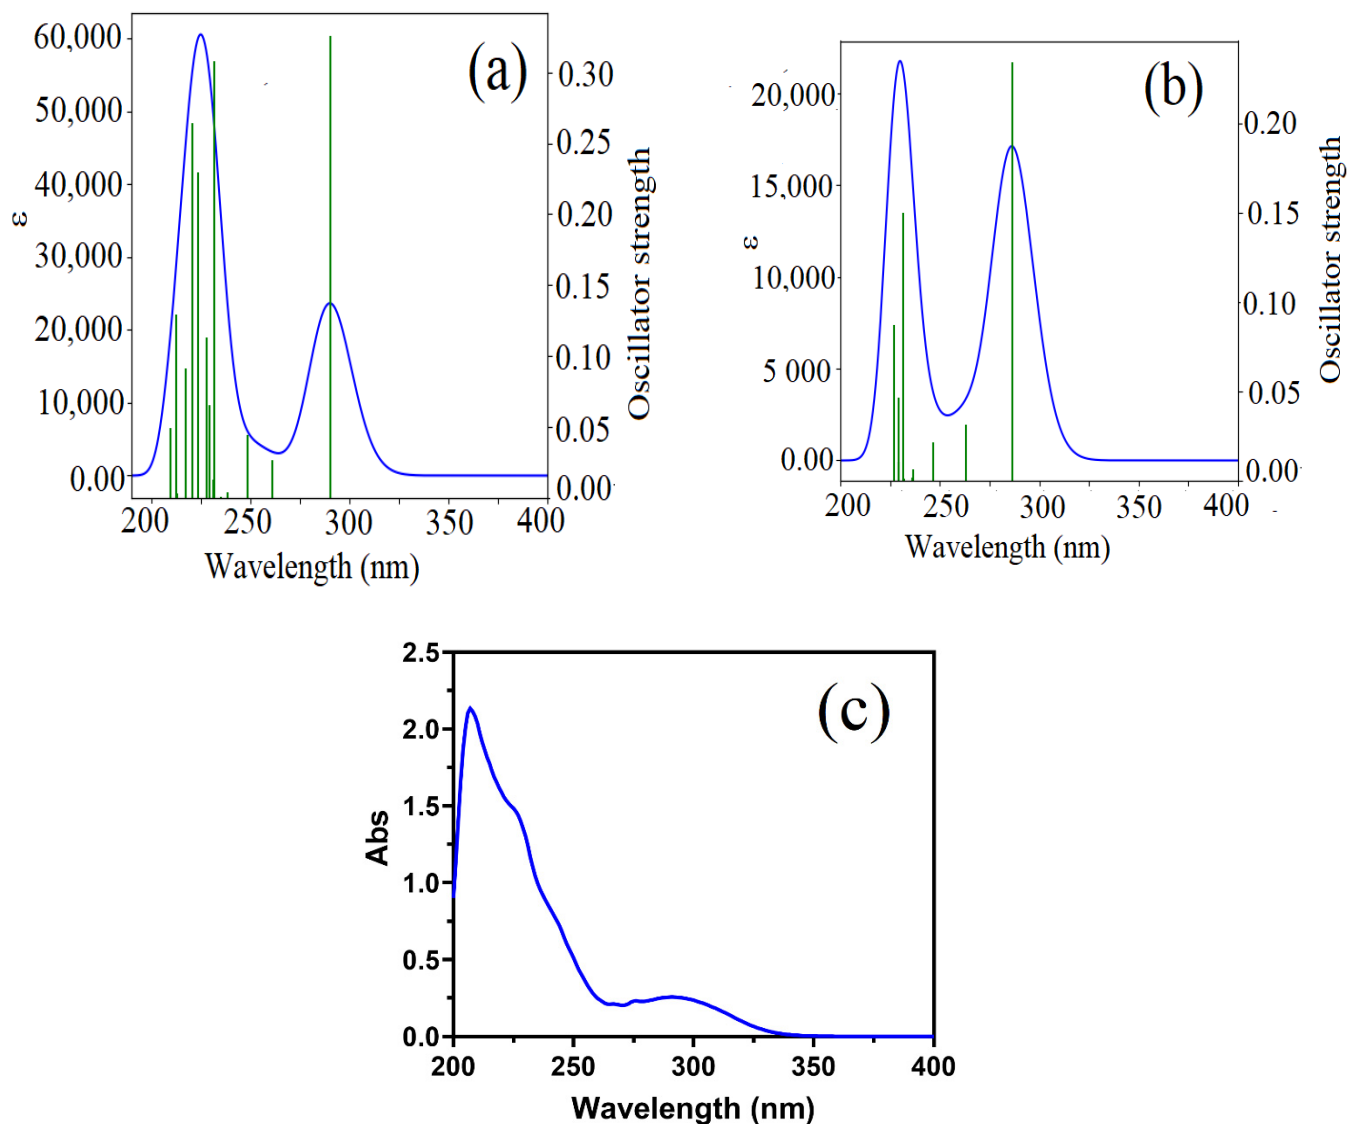 (a)
60,000
50,000
40,000
30,000
20,000
10,000
0.00
ε
0.30
0.25
0.20
0.15
0.10
0.05
0.00
Oscillator strength
200 250 300 350 400
Wavelength (nm)
(b)
20,000
15,000
10,000
5 000
0.00
ε
0.20
0.15
0.10
0.05
0.00
Oscillator strength
200 250 300 350 400
Wavelength (nm)
(c)
2.5
2.0
1.5
1.0
0.5
0.0
Abs
200 250 300 350 400
Wavelength (nm)